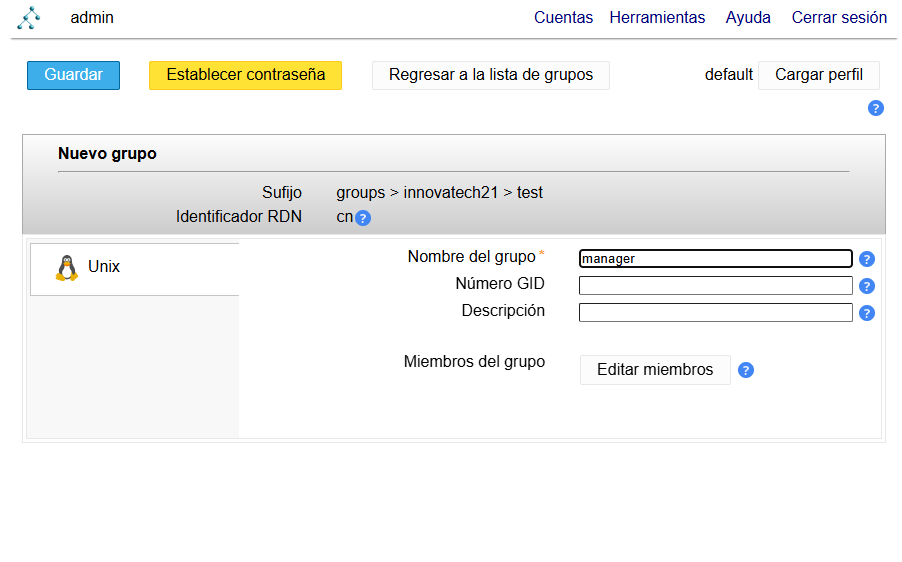 admin Cuentas Herramientas Ayuda Cerrar sesión
Guardar Establecer contraseña Regresar a la lista de grupos default Cargar perfil
?
Nuevo grupo
Sufijo groups > innovatech21 > test
Identificador RDN cn ?
Unix
Nombre del grupo * manager ?
Número GID ?
Descripción ?
Miembros del grupo Editar miembros ?